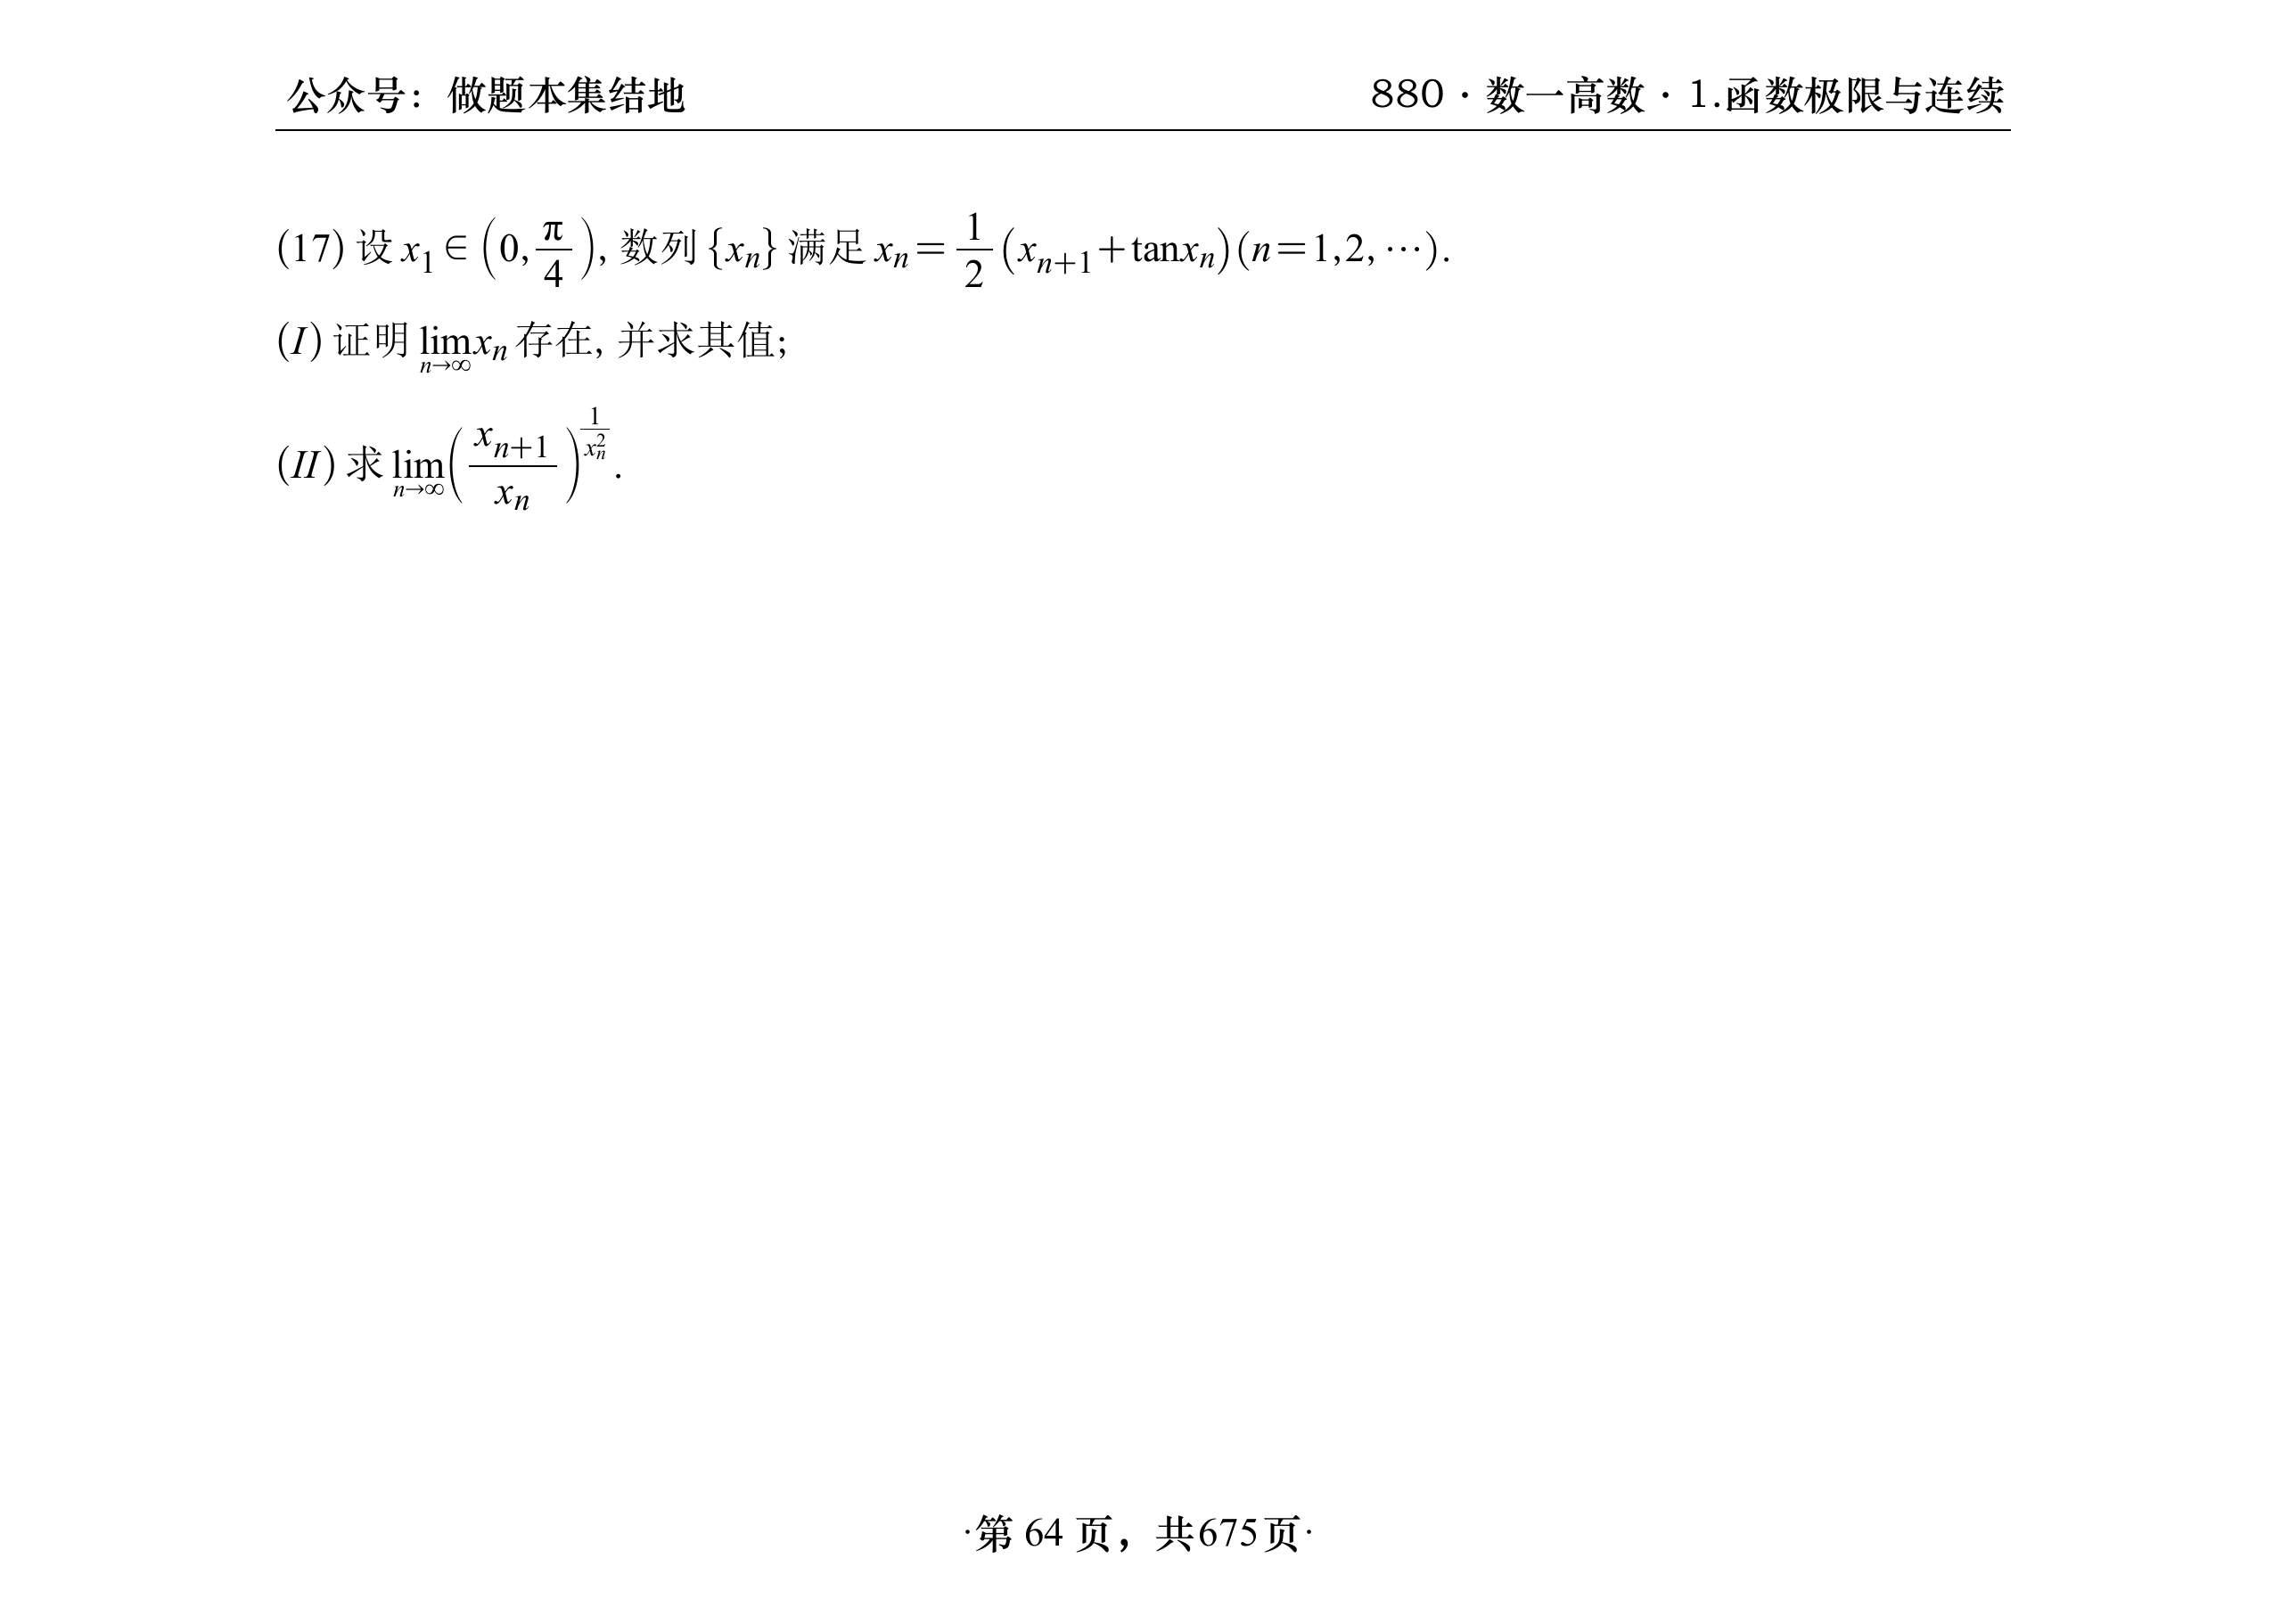 公众号：做题本集结地
880·数一高数·1.函数极限与连续
(17) 设 $x_1\in\left(0,\frac{\pi}{4}\right)$, 数列 $\{x_n\}$ 满足 $x_n=\frac{1}{2}(x_{n+1}+\tan x_n)(n=1,2,\cdots)$.
(I) 证明 $\lim_{n\to\infty}x_n$ 存在, 并求其值;
(II) 求 $\lim_{n\to\infty}\left(\frac{x_{n+1}}{x_n}\right)^{\frac{1}{x_n^2}}$.
·第 64 页，共675页·